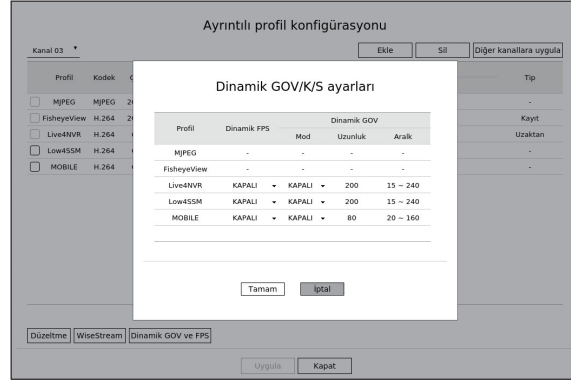 Ayrıntılı profil konfigürasyonu
Kanal 03
Ekle Sil Diğer kanallara uygula
Profil Kodek Tip
Dinamik GOV/K/S ayarları
Profil Dinamik FPS Dinamik GOV
Mod Uzunluk Aralk
MJPEG MJPEG 20 -
FisheyeView H.264 20 Kayıt
Live4NVR H.264 Uzaktan
Low4SSM H.264 -
MOBILE H.264 -
MJPEG - - - -
FisheyeView - - - -
Live4NVR KAPALI KAPALI 200 15 ~ 240
Low4SSM KAPALI KAPALI 200 15 ~ 240
MOBILE KAPALI KAPALI 80 20 ~ 160
Tamam İptal
Düzeltme WiseStream Dinamik GOV ve FPS
Uygula Kapat